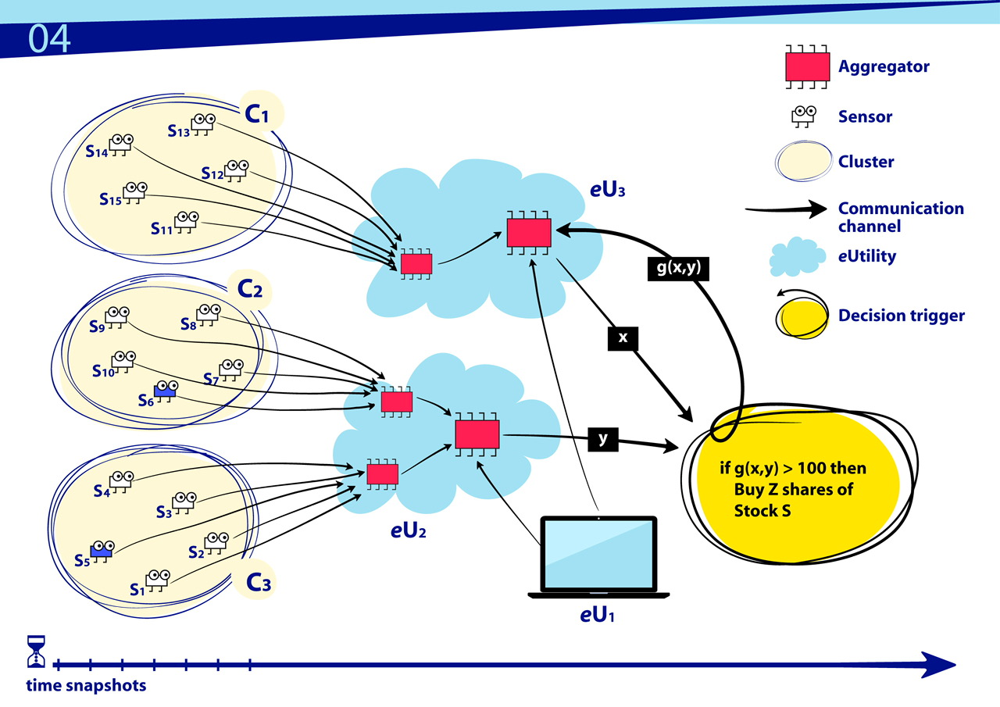 04
Aggregator
Sensor
Cluster
Communication
channel
eUtility
Decision trigger
C1
S13
S14
S12
S15
S11
eU3
g(x,y)
x
C2
S9
S8
S10
S7
S6
y
if g(x,y) > 100 then
Buy Z shares of
Stock S
S4
S3
S5
S2
S1
C3
eU2
eU1
time snapshots